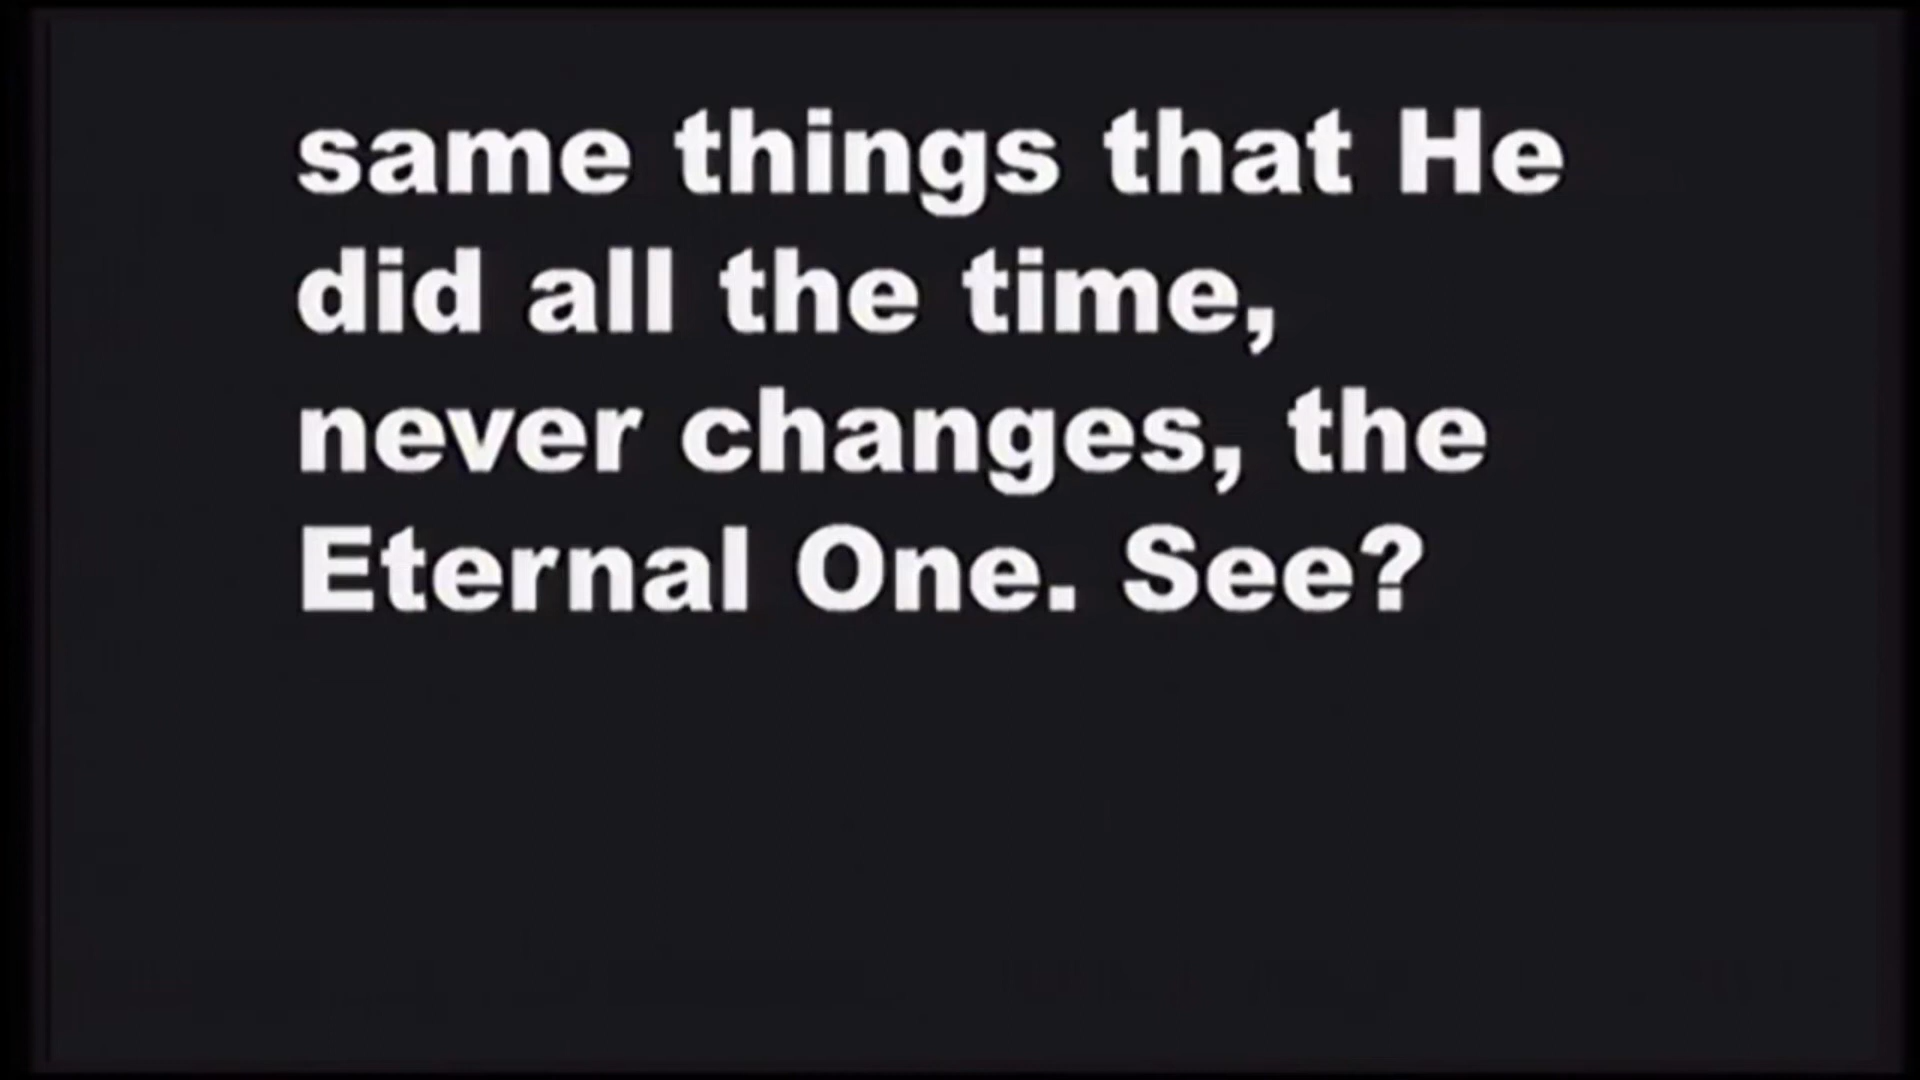 same things that He
did all the time,
never changes, the
Eternal One. See?